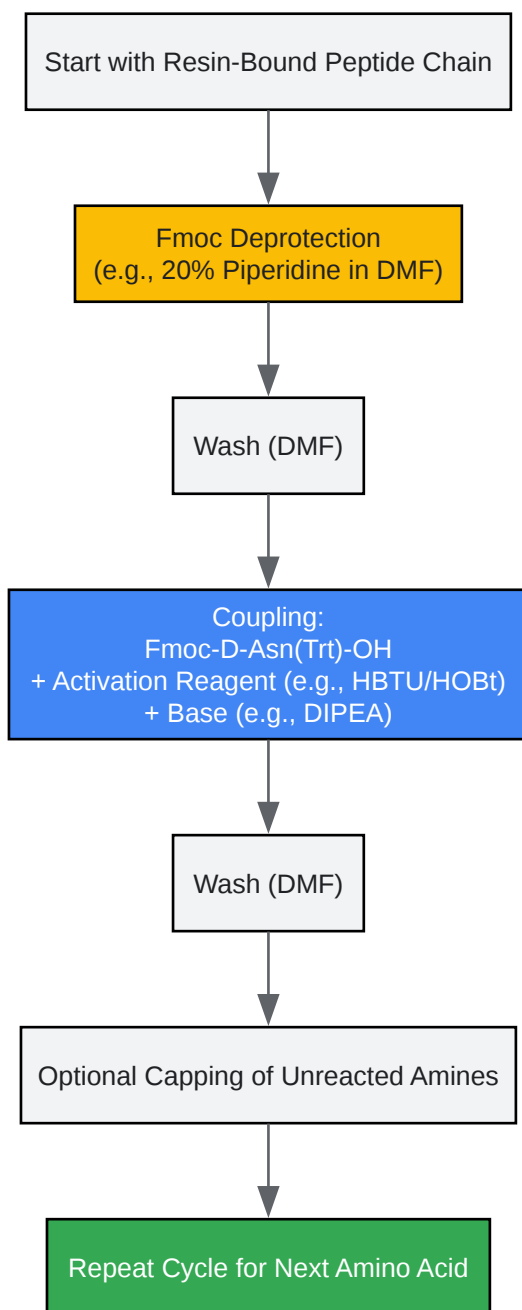 Start with Resin-Bound Peptide Chain
Fmoc Deprotection
(e.g., 20% Piperidine in DMF)
Wash (DMF)
Coupling:
Fmoc-D-Asn(Trt)-OH
+ Activation Reagent (e.g., HBTU/HOBt)
+ Base (e.g., DIPEA)
Wash (DMF)
Optional Capping of Unreacted Amines
Repeat Cycle for Next Amino Acid